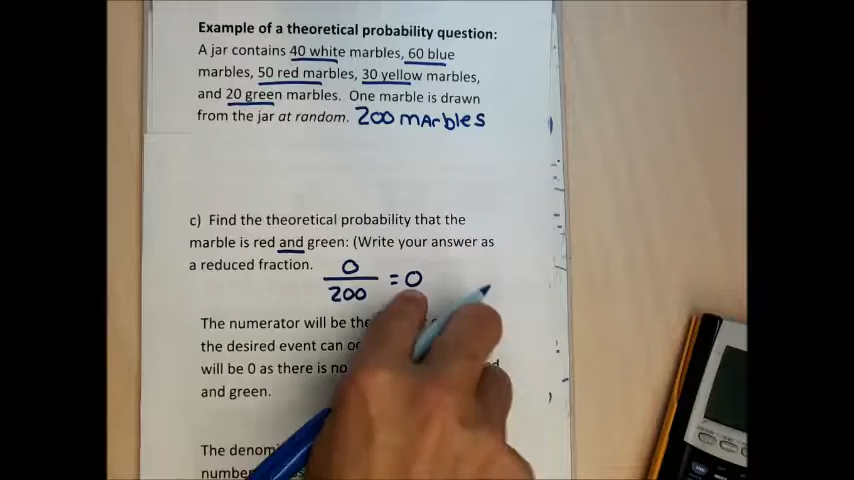 Example of a theoretical probability question:
A jar contains 40 white marbles, 60 blue
marbles, 50 red marbles, 30 yellow marbles,
and 20 green marbles. One marble is drawn
from the jar at random. 200 marbles
c) Find the theoretical probability that the
marble is red and green: (Write your answer as
a reduced fraction.
0
200
= 0
The numerator will be the
the desired event can
will be 0 as there is no
and green.
The
number